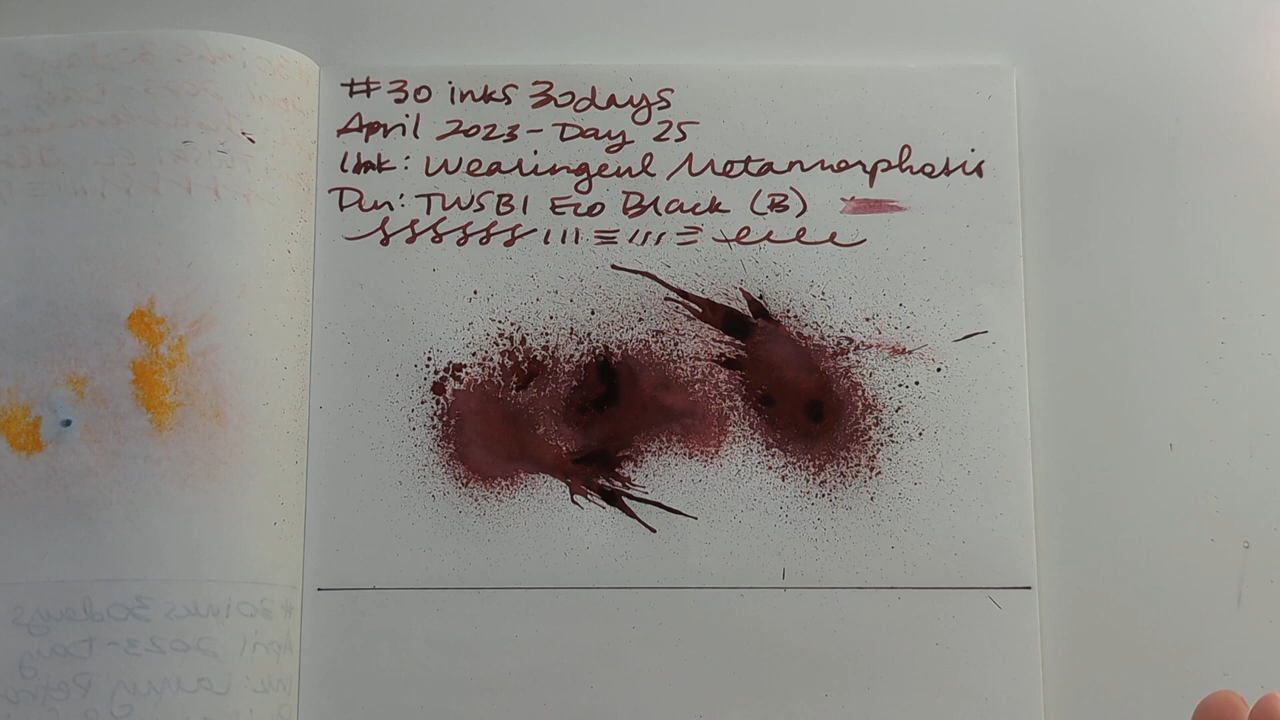 #30 inks 30days
April 2023 - Day 25
Ink: Wearingeul Metamorphosis
Pen: TWSBI Eco Black (B)